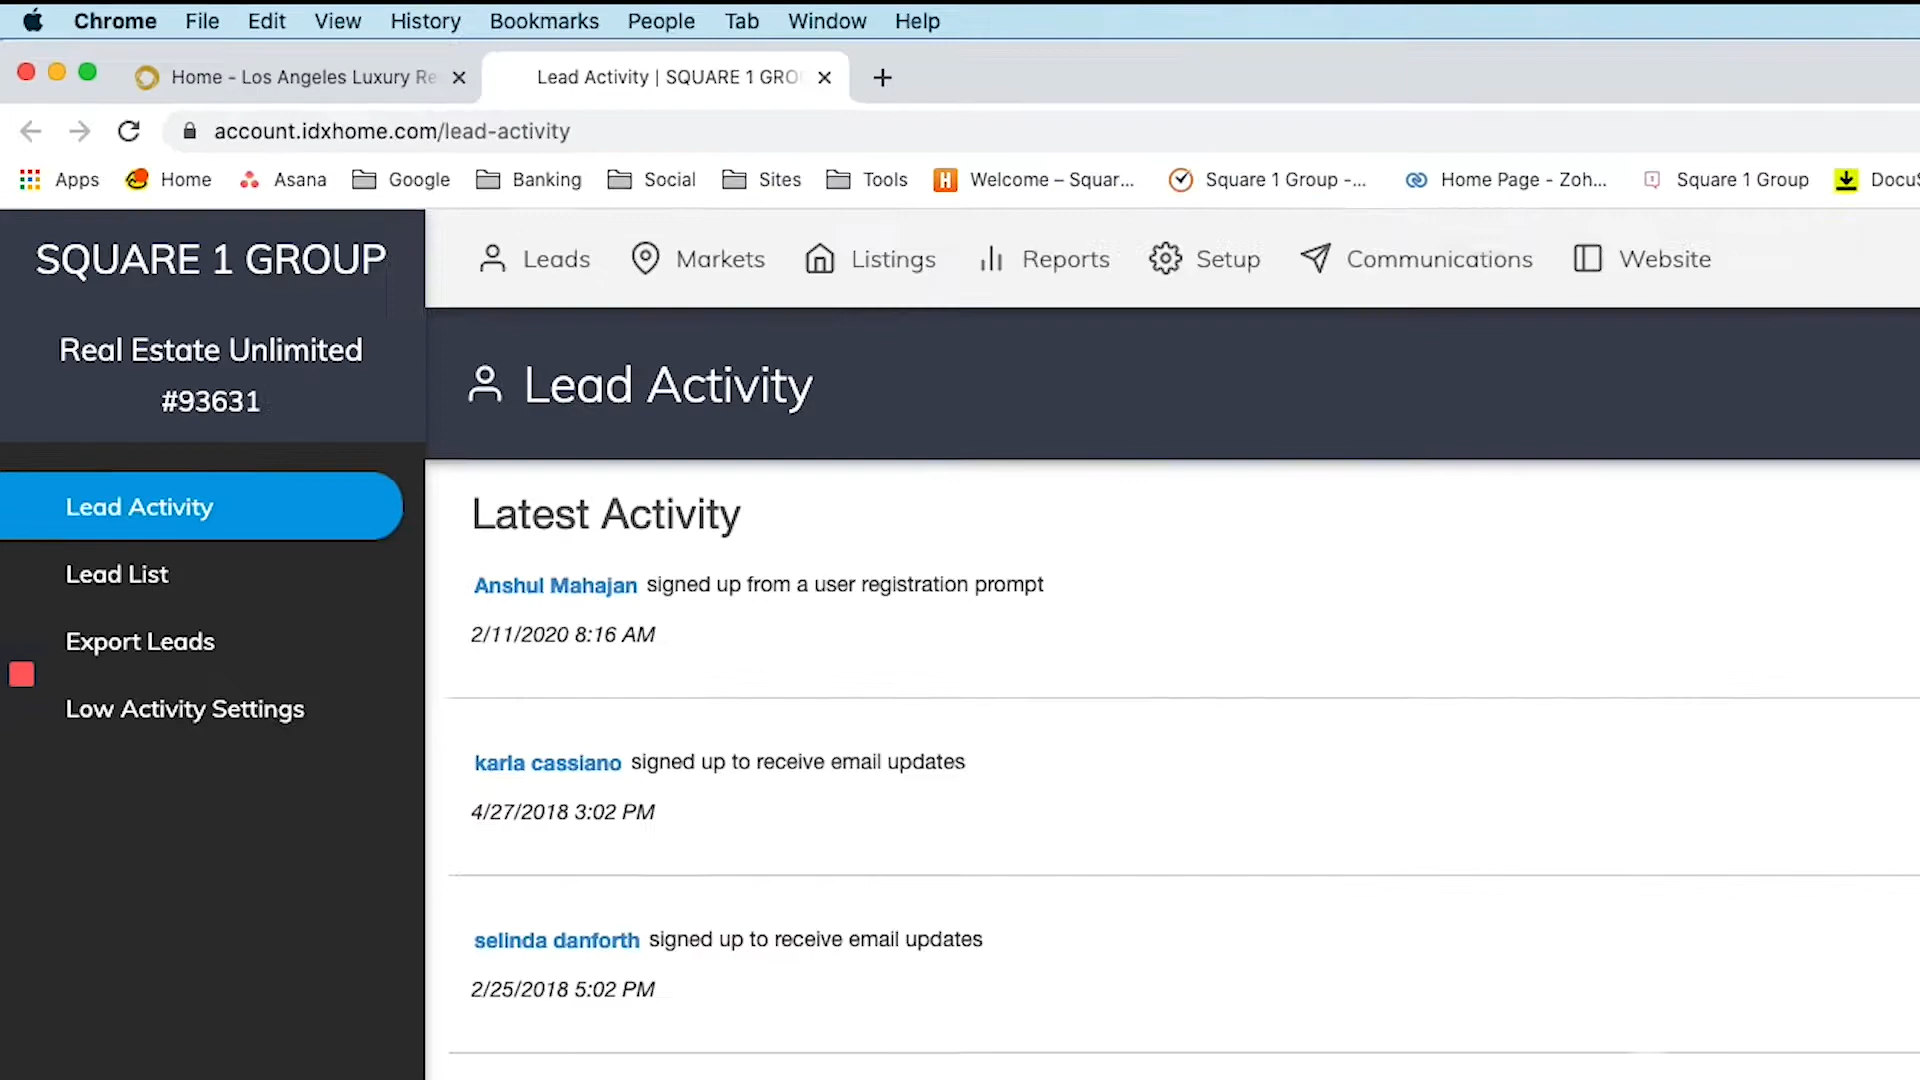 Chrome File Edit View History Bookmarks People Tab Window Help
Home - Los Angeles Luxury Re
Lead Activity | SQUARE 1 GRO
account.idxhome.com/lead-activity
Apps Home Asana Google Banking Social Sites Tools Welcome – Squar... Square 1 Group -... Home Page - Zoh... Square 1 Group DocuS
SQUARE 1 GROUP
Leads Markets Listings Reports Setup Communications Website
Real Estate Unlimited
#93631
Lead Activity
Lead Activity
Lead List
Export Leads
Low Activity Settings
Latest Activity
Anshul Mahajan signed up from a user registration prompt
2/11/2020 8:16 AM
karla cassiano signed up to receive email updates
4/27/2018 3:02 PM
selinda danforth signed up to receive email updates
2/25/2018 5:02 PM